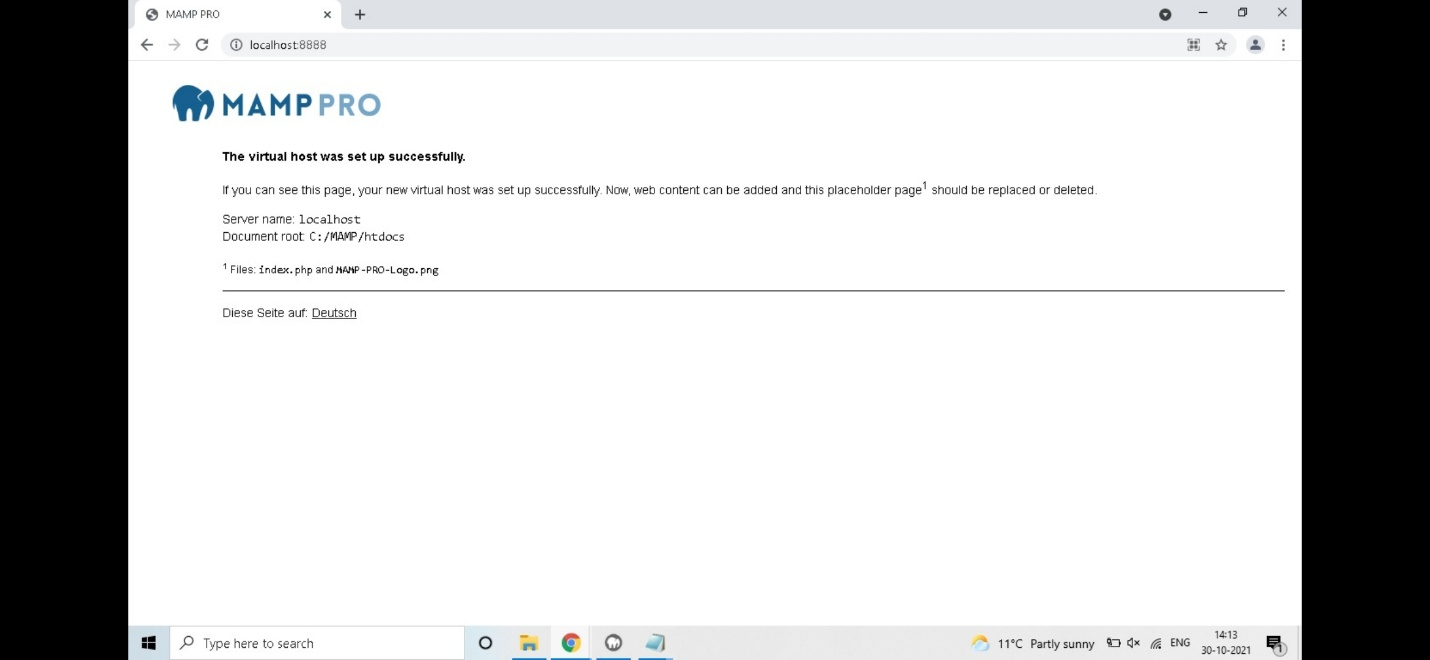 MAMP PRO
localhost:8888
MAMP PRO
The virtual host was set up successfully.
If you can see this page, your new virtual host was set up successfully. Now, web content can be added and this placeholder page1 should be replaced or deleted.
Server name: localhost
Document root: C:/MAMP/htdocs
1 Files: index.php and MAMP-PRO-Logo.png
Diese Seite auf: Deutsch
Type here to search
11°C Partly sunny
ENG
14:13
30-10-2021
1